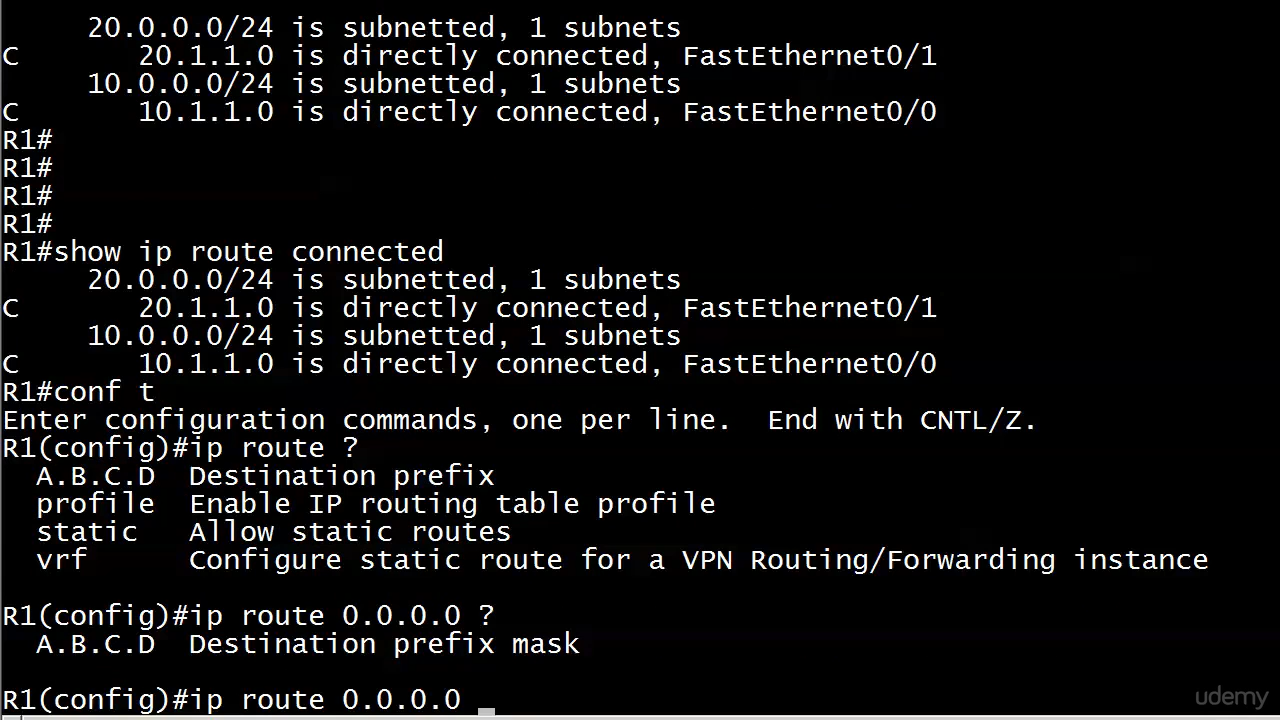 20.0.0.0/24 is subnetted, 1 subnets
C       20.1.1.0 is directly connected, FastEthernet0/1
10.0.0.0/24 is subnetted, 1 subnets
C       10.1.1.0 is directly connected, FastEthernet0/0
R1#
R1#
R1#
R1#
R1#show ip route connected
20.0.0.0/24 is subnetted, 1 subnets
C       20.1.1.0 is directly connected, FastEthernet0/1
10.0.0.0/24 is subnetted, 1 subnets
C       10.1.1.0 is directly connected, FastEthernet0/0
R1#conf t
Enter configuration commands, one per line.  End with CNTL/Z.
R1(config)#ip route ?
A.B.C.D  Destination prefix
profile  Enable IP routing table profile
static   Allow static routes
vrf      Configure static route for a VPN Routing/Forwarding instance
R1(config)#ip route 0.0.0.0 ?
A.B.C.D  Destination prefix mask
R1(config)#ip route 0.0.0.0
udemy